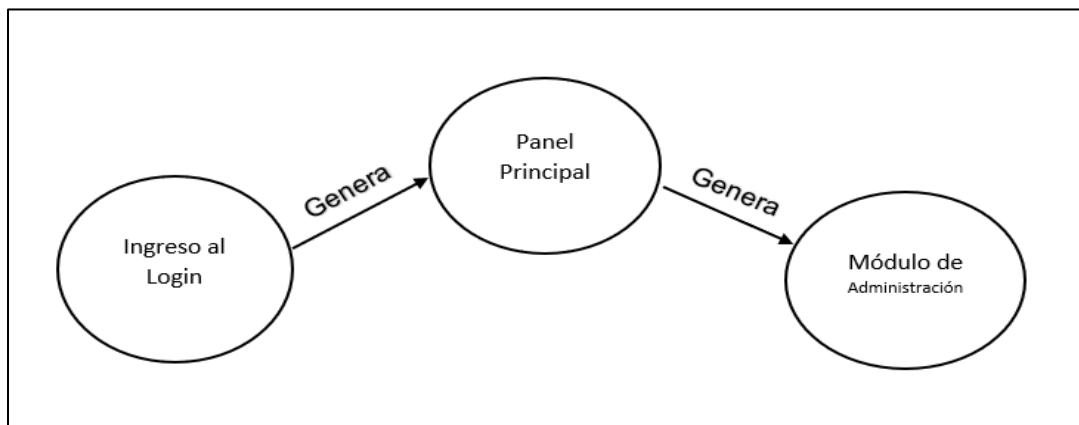 Ingreso al
Login
Genera
Panel
Principal
Genera
Módulo de
Administración